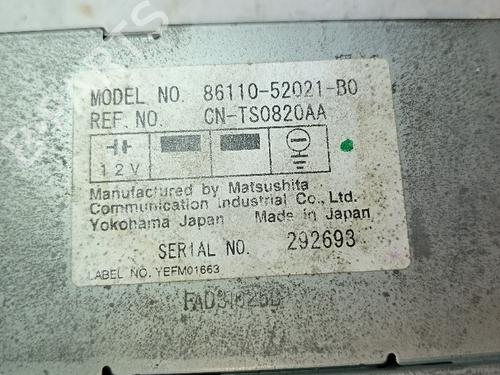 MODEL NO. 86110-52021-B0
REF. NO. CN-TS0820AA
12V
Manufactured by Matsushita
Communication Industrial Co., Ltd.
Yokohama Japan Made in Japan
SERIAL NO. 292693
LABEL NO. YEFM01663